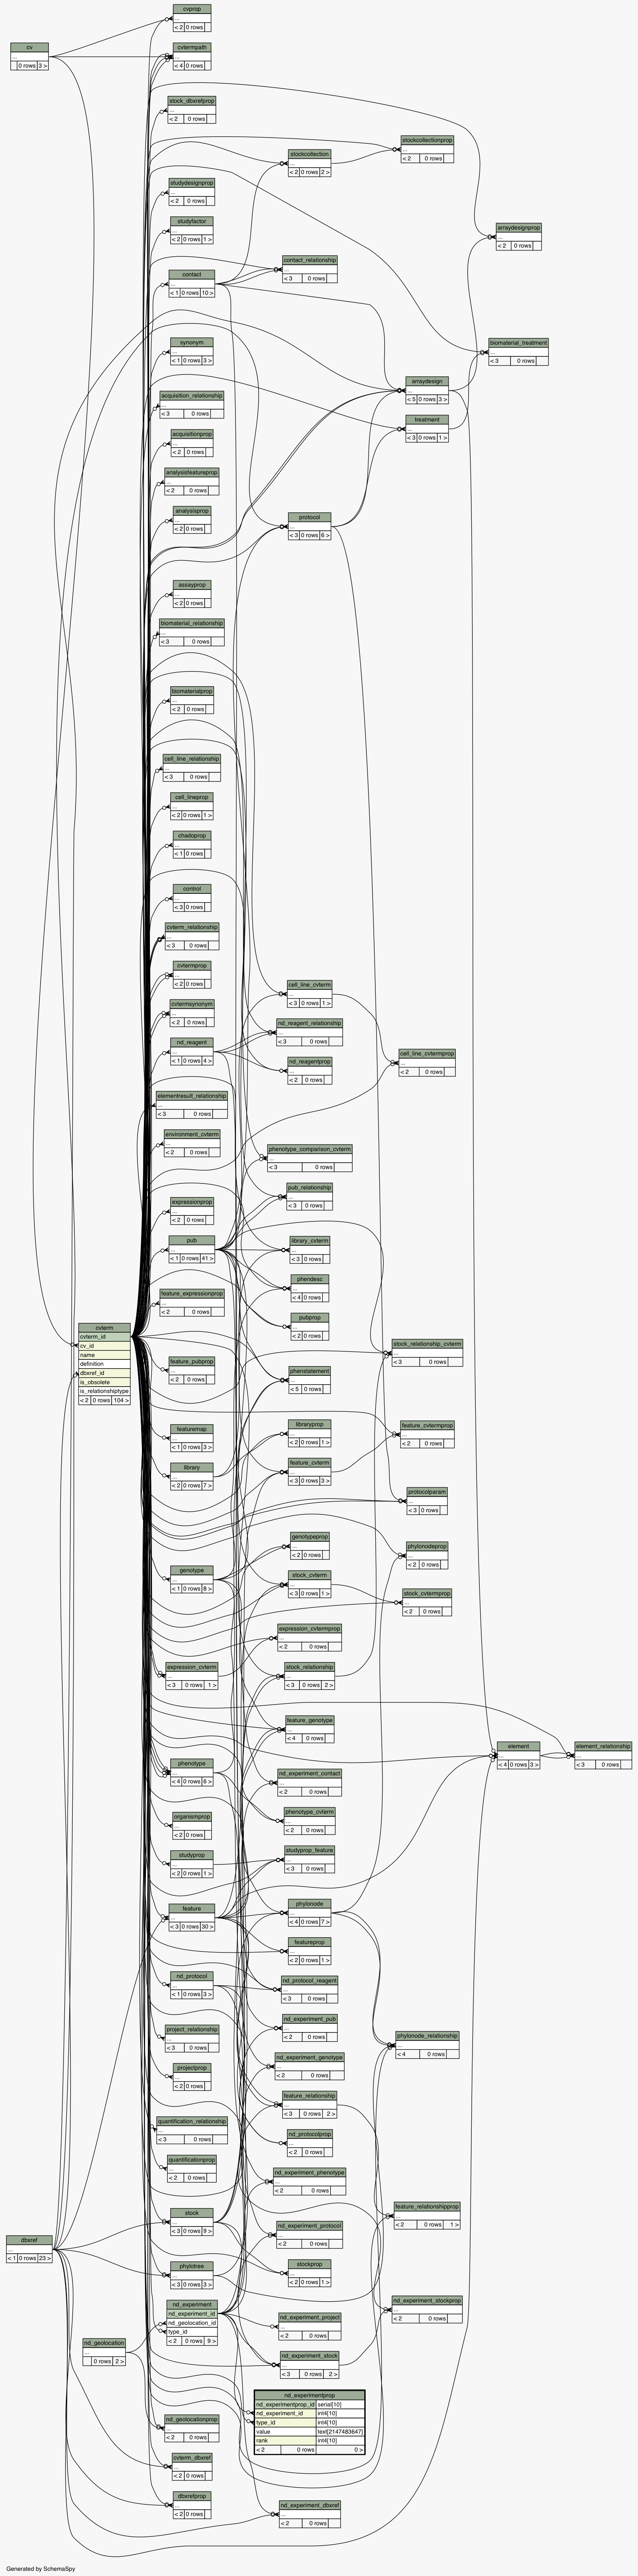 cvprop
...
< 2 0 rows
cv
...
0 rows 3 >
cvtermpath
...
< 4 0 rows
stock_dbxrefprop
...
< 2 0 rows
stockcollectionprop
...
< 2 0 rows
stockcollection
...
< 2 0 rows 2 >
studydesignprop
...
< 2 0 rows
studyfactor
...
< 2 0 rows 1 >
arraydesignprop
...
< 2 0 rows
contact_relationship
...
< 3 0 rows
contact
...
< 1 0 rows 10 >
synonym
...
< 1 0 rows 3 >
biomaterial_treatment
...
< 3 0 rows
arraydesign
...
< 5 0 rows 3 >
acquisition_relationship
...
< 3 0 rows
treatment
...
< 3 0 rows 1 >
acquisitionprop
...
< 2 0 rows
analysisfeatureprop
...
< 2 0 rows
analysisprop
...
< 2 0 rows
protocol
...
< 3 0 rows 6 >
assayprop
...
< 2 0 rows
biomaterial_relationship
...
< 3 0 rows
biomaterialprop
...
< 2 0 rows
cell_line_relationship
...
< 3 0 rows
cell_lineprop
...
< 2 0 rows 1 >
chadoprop
...
< 1 0 rows
control
...
< 3 0 rows
cvterm_relationship
...
< 3 0 rows
cvtermprop
...
< 2 0 rows
cell_line_cvterm
...
< 3 0 rows 1 >
cvtermsynonym
...
< 2 0 rows
nd_reagent_relationship
...
< 3 0 rows
nd_reagent
...
< 1 0 rows 4 >
cell_line_cvtermprop
...
< 2 0 rows
nd_reagentprop
...
< 2 0 rows
elementresult_relationship
...
< 3 0 rows
environment_cvterm
...
< 2 0 rows
phenotype_comparison_cvterm
...
< 3 0 rows
pub_relationship
...
< 3 0 rows
expressionprop
...
< 2 0 rows
pub
...
< 1 0 rows 41 >
library_cvterm
...
< 3 0 rows
phendesc
...
< 4 0 rows
feature_expressionprop
...
< 2 0 rows
pubprop
...
< 2 0 rows
cvterm
cvterm_id
cv_id
name
definition
dbxref_id
is_obsolete
is_relationshiptype
< 2 0 rows 104 >
stock_relationship_cvterm
...
< 3 0 rows
feature_pubprop
...
< 2 0 rows
phenstatement
...
< 5 0 rows
featuremap
...
< 1 0 rows 3 >
libraryprop
...
< 2 0 rows 1 >
feature_cvtermprop
...
< 2 0 rows
library
...
< 2 0 rows 7 >
feature_cvterm
...
< 3 0 rows 3 >
protocolparam
...
< 3 0 rows
genotypeprop
...
< 2 0 rows
phylonodeprop
...
< 2 0 rows
genotype
...
< 1 0 rows 8 >
stock_cvterm
...
< 3 0 rows 1 >
stock_cvtermprop
...
< 2 0 rows
expression_cvtermprop
...
< 2 0 rows
expression_cvterm
...
< 3 0 rows 1 >
stock_relationship
...
< 3 0 rows 2 >
feature_genotype
...
< 4 0 rows
element
...
< 4 0 rows 3 >
element_relationship
...
< 3 0 rows
phenotype
...
< 4 0 rows 6 >
nd_experiment_contact
...
< 2 0 rows
organismprop
...
< 2 0 rows
phenotype_cvterm
...
< 2 0 rows
studyprop
...
< 2 0 rows 1 >
studyprop_feature
...
< 3 0 rows
feature
...
< 3 0 rows 30 >
phylonode
...
< 4 0 rows 7 >
featureprop
...
< 2 0 rows 1 >
nd_protocol
...
< 1 0 rows 3 >
nd_protocol_reagent
...
< 3 0 rows
project_relationship
...
< 3 0 rows
nd_experiment_pub
...
< 2 0 rows
phylonode_relationship
...
< 4 0 rows
projectprop
...
< 2 0 rows
nd_experiment_genotype
...
< 2 0 rows
feature_relationship
...
< 3 0 rows 2 >
quantification_relationship
...
< 3 0 rows
nd_protocolprop
...
< 2 0 rows
quantificationprop
...
< 2 0 rows
nd_experiment_phenotype
...
< 2 0 rows
stock
...
< 3 0 rows 9 >
feature_relationshipprop
...
< 2 0 rows 1 >
nd_experiment_protocol
...
< 2 0 rows
dbxref
...
< 1 0 rows 23 >
phylotree
...
< 3 0 rows 3 >
stockprop
...
< 2 0 rows 1 >
nd_experiment
nd_experiment_id
nd_geolocation_id
type_id
< 2 0 rows 9 >
nd_experiment_stockprop
...
< 2 0 rows
nd_experiment_project
...
< 2 0 rows
nd_geolocation
...
0 rows 2 >
nd_experiment_stock
...
< 3 0 rows 2 >
nd_experimentprop
nd_experimentprop_id serial[10]
nd_experiment_id int4[10]
type_id int4[10]
value text[2147483647]
rank int4[10]
< 2 0 rows 0 >
nd_geolocationprop
...
< 2 0 rows
cvterm_dbxref
...
< 2 0 rows
dbxrefprop
...
< 2 0 rows
nd_experiment_dbxref
...
< 2 0 rows
Generated by SchemaSpy